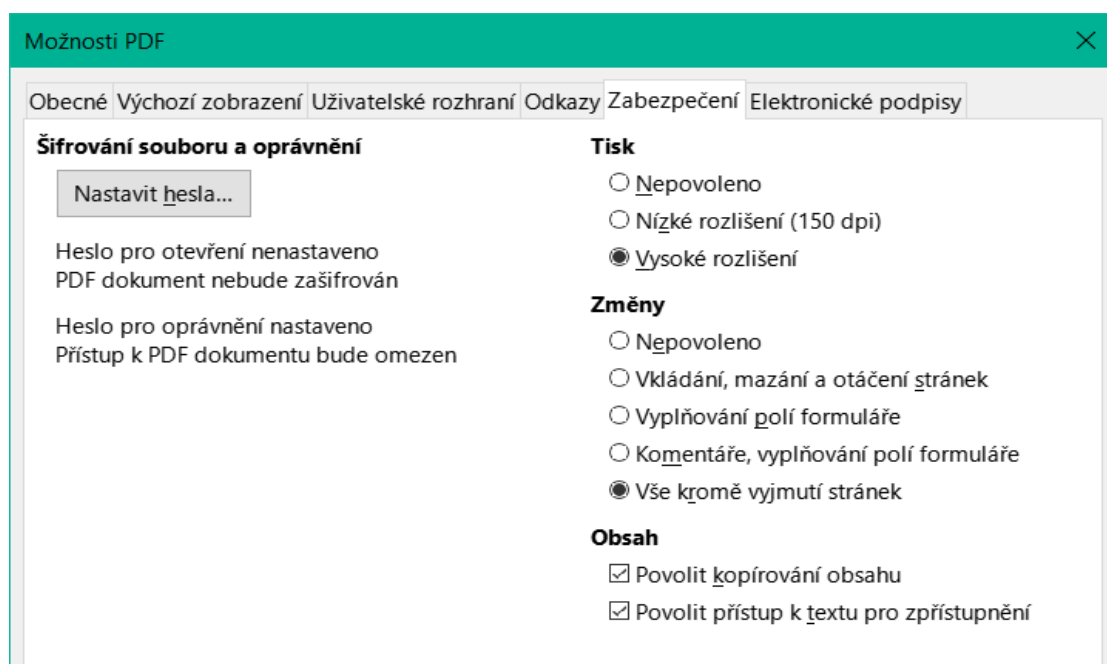 Možnosti PDF
Obecné Výchozí zobrazení Uživatelské rozhraní Odkazy Zabezpečení Elektronické podpisy
Šifrování souboru a oprávnění
Nastavit hesla...
Heslo pro otevření nenastaveno
PDF dokument nebude zašifrován
Heslo pro oprávnění nastaveno
Přístup k PDF dokumentu bude omezen
Tisk
Nepovoleno
Nízké rozlišení (150 dpi)
Vysoké rozlišení
Změny
Nepovoleno
Vkládání, mazání a otáčení stránek
Vyplňování polí formuláře
Komentáře, vyplňování polí formuláře
Vše kromě vyjmutí stránek
Obsah
Povolit kopírování obsahu
Povolit přístup k textu pro zpřístupnění